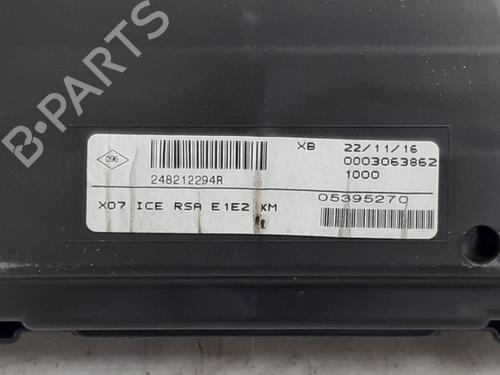 096
XB 22/11/16
0003063862
248212294R 1000
X07 ICE RSA E1E2 KM 05395270
B-PARTS